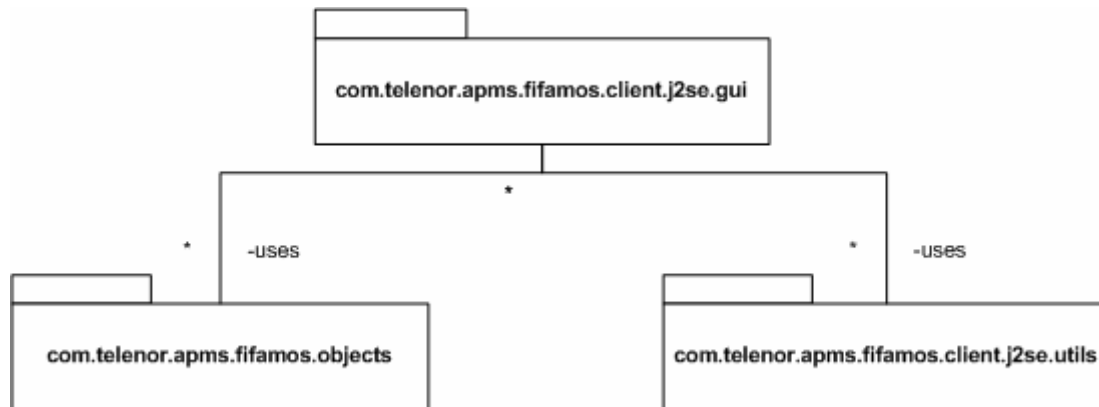 com.telenor.apms.fifamos.client.j2se.gui
*
* -uses
* -uses
com.telenor.apms.fifamos.objects
com.telenor.apms.fifamos.client.j2se.utils